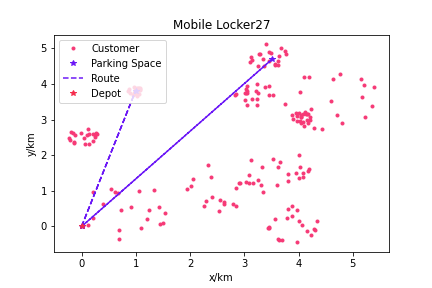 Mobile Locker27
Customer
Parking Space
Route
Depot
y/km
5
4
3
2
1
0
0 1 2 3 4 5
x/km